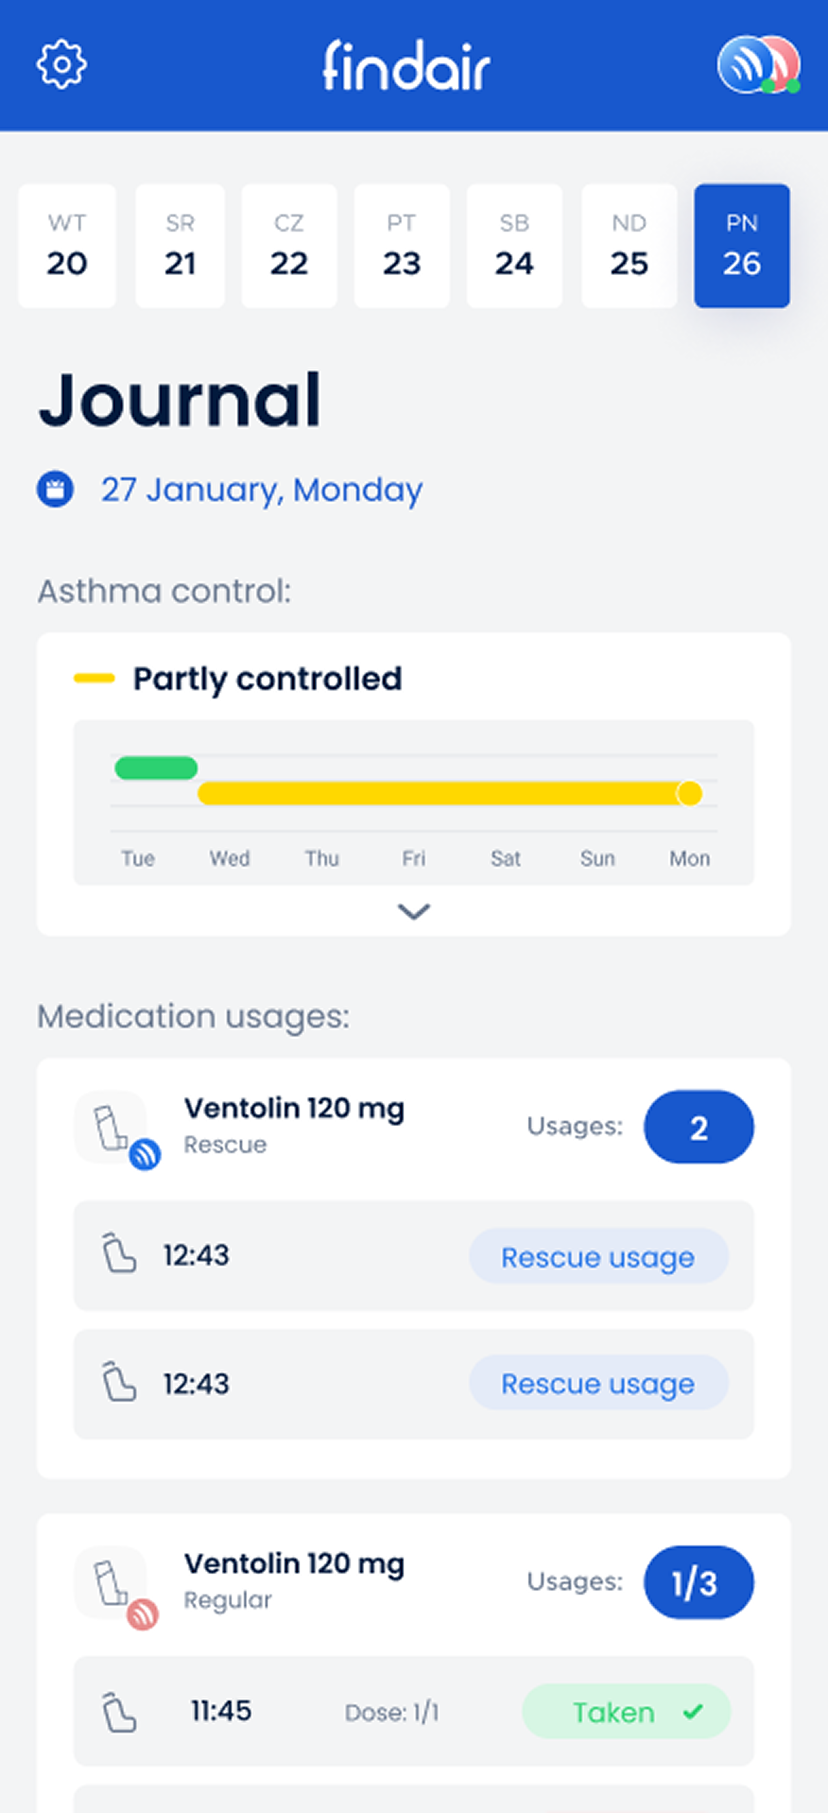 findair
WT SR CZ PT SB ND PN
20 21 22 23 24 25 26
Journal
27 January, Monday
Asthma control:
Partly controlled
Tue Wed Thu Fri Sat Sun Mon
Medication usages:
Ventolin 120 mg
Rescue
Usages: 2
12:43 Rescue usage
12:43 Rescue usage
Ventolin 120 mg
Regular
Usages: 1/3
11:45 Dose: 1/1 Taken